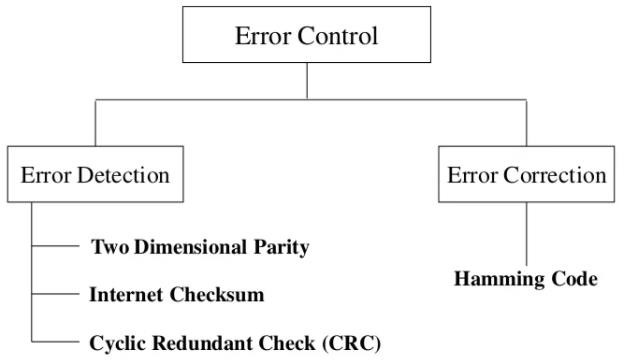 Error Control
Error Detection
Error Correction
Two Dimensional Parity
Internet Checksum
Cyclic Redundant Check (CRC)
Hamming Code